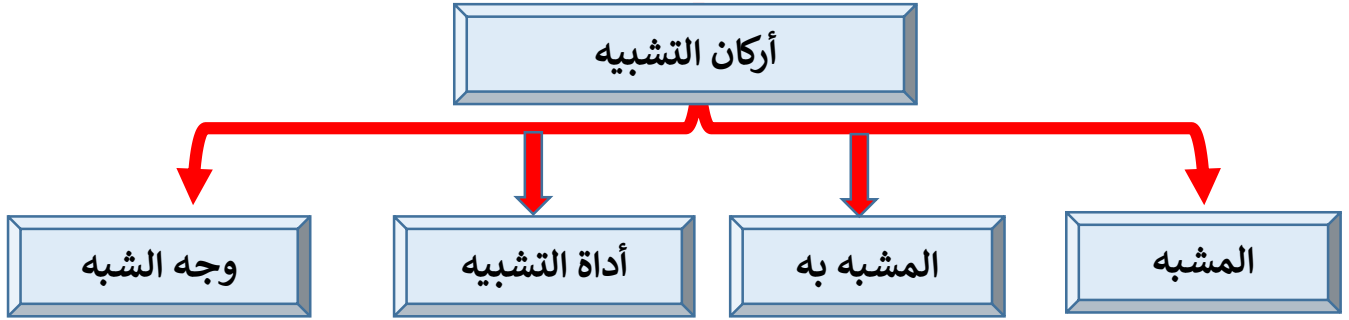 أركان التشبيه
المشبه
المشبه به
أداة التشبيه
وجه الشبه